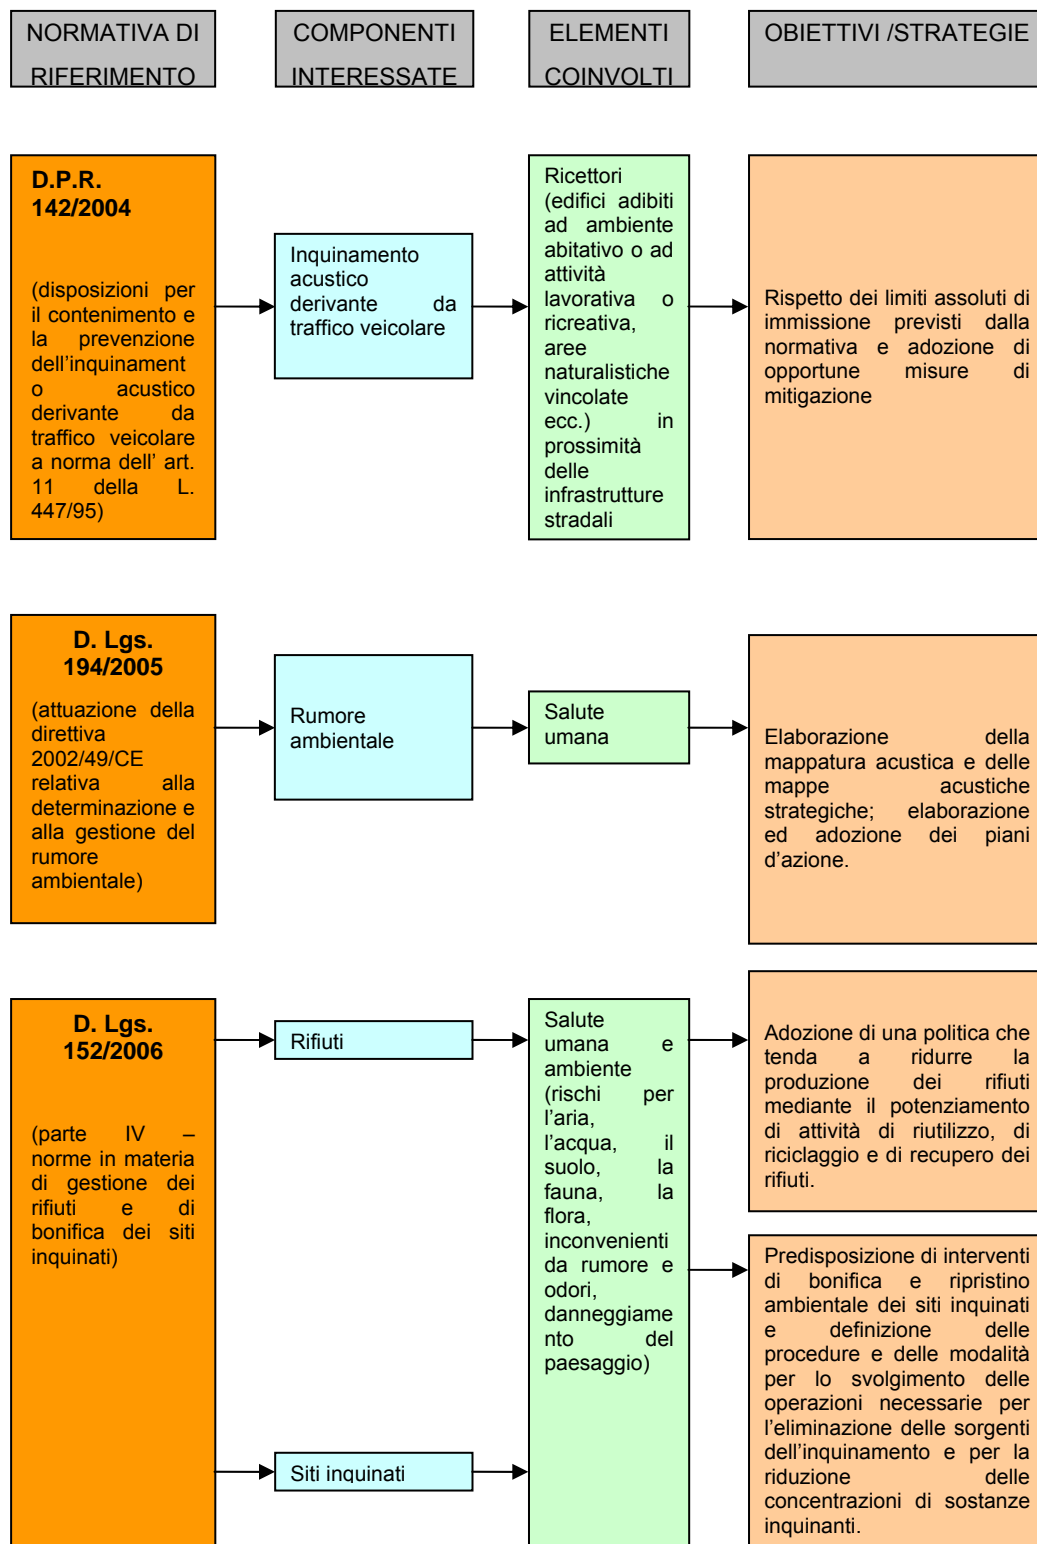 NORMATIVA DI
RIFERIMENTO
COMPONENTI
INTERESSATE
ELEMENTI
COINVOLTI
OBIETTIVI /STRATEGIE
D.P.R.
142/2004
(disposizioni per
il contenimento e
la prevenzione
dell’inquinament
o acustico
derivante da
traffico veicolare
a norma dell’ art.
11 della L.
447/95)
Inquinamento
acustico
derivante da
traffico veicolare
Ricettori
(edifici adibiti
ad ambiente
abitativo o ad
attività
lavorativa o
ricreativa,
aree
naturalistiche
vincolate
ecc.) in
prossimità
delle
infrastrutture
stradali
Rispetto dei limiti assoluti di
immissione previsti dalla
normativa e adozione di
opportune misure di
mitigazione
D. Lgs.
194/2005
(attuazione della
direttiva
2002/49/CE
relativa alla
determinazione e
alla gestione del
rumore
ambientale)
Rumore
ambientale
Salute
umana
Elaborazione della
mappatura acustica e delle
mappe acustiche
strategiche; elaborazione
ed adozione dei piani
d’azione.
D. Lgs.
152/2006
(parte IV –
norme in materia
di gestione dei
rifiuti e di
bonifica dei siti
inquinati)
Rifiuti
Siti inquinati
Salute
umana e
ambiente
(rischi per
l’aria,
l’acqua, il
suolo, la
fauna, la
flora,
inconvenienti
da rumore e
odori,
danneggiame
nto del
paesaggio)
Adozione di una politica che
tenda a ridurre la
produzione dei rifiuti
mediante il potenziamento
di attività di riutilizzo, di
riciclaggio e di recupero dei
rifiuti.
Predisposizione di interventi
di bonifica e ripristino
ambientale dei siti inquinati
e definizione delle
procedure e delle modalità
per lo svolgimento delle
operazioni necessarie per
l’eliminazione delle sorgenti
dell’inquinamento e per la
riduzione delle
concentrazioni di sostanze
inquinanti.